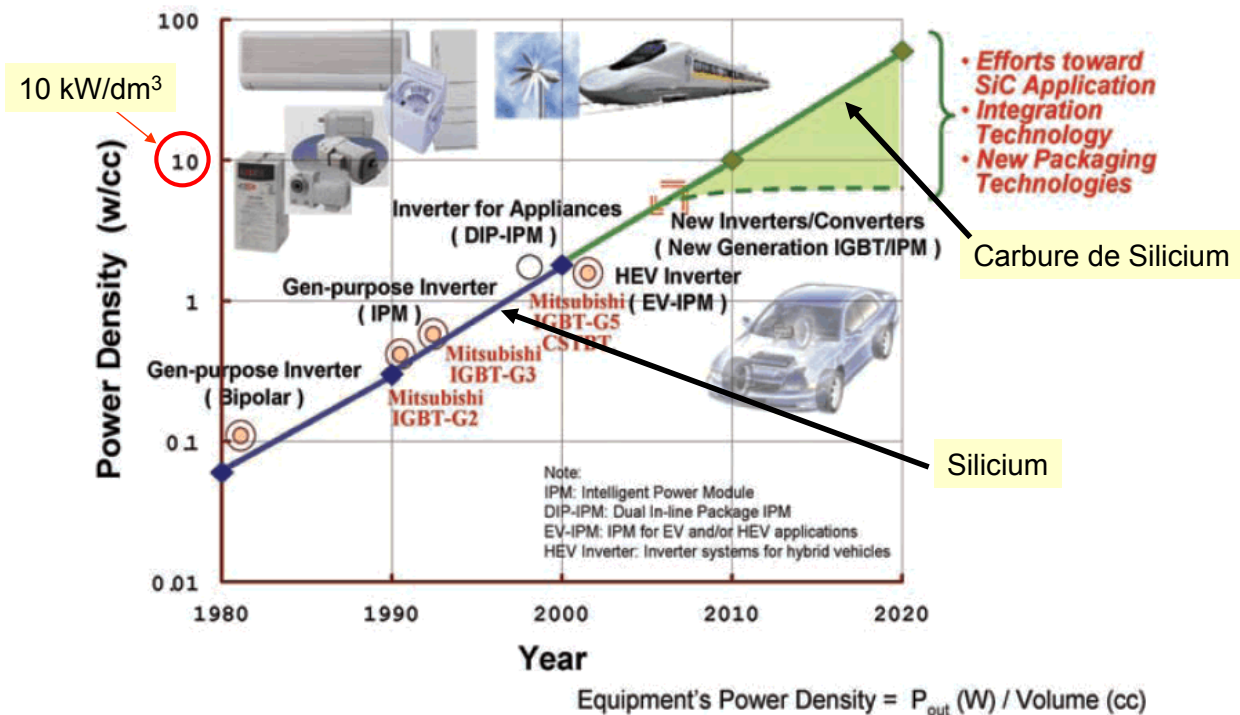 100
10 kW/dm³
10
1
0.1
0.01
Power Density (w/cc)
1980
1990
2000
2010
2020
Year
• Efforts toward
SiC Application
• Integration
Technology
• New Packaging
Technologies
Inverter for Appliances
( DIP-IPM )
New Inverters/Converters
( New Generation IGBT/IPM )
Carbure de Silicium
Gen-purpose Inverter
( IPM )
HEV Inverter
( EV-IPM )
Mitsubishi
IGBT-G5
CSTBT
Mitsubishi
IGBT-G3
Gen-purpose Inverter
( Bipolar )
Mitsubishi
IGBT-G2
Silicium
Note:
IPM: Intelligent Power Module
DIP-IPM: Dual In-line Package IPM
EV-IPM: IPM for EV and/or HEV applications
HEV Inverter: Inverter systems for hybrid vehicles
Equipment's Power Density = Pout (W) / Volume (cc)